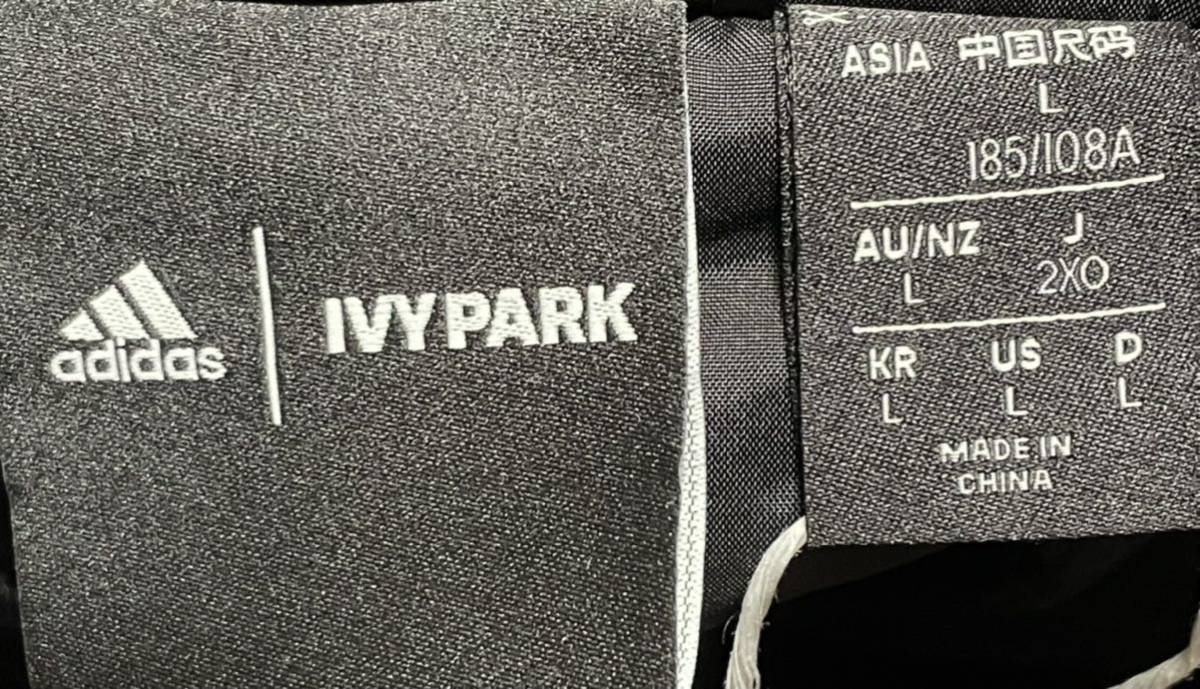 adidas
IVY PARK
ASIA 中国尺码
L
185/108A
AU/NZ J
L 2XO
KR US D
L L L
MADE IN
CHINA